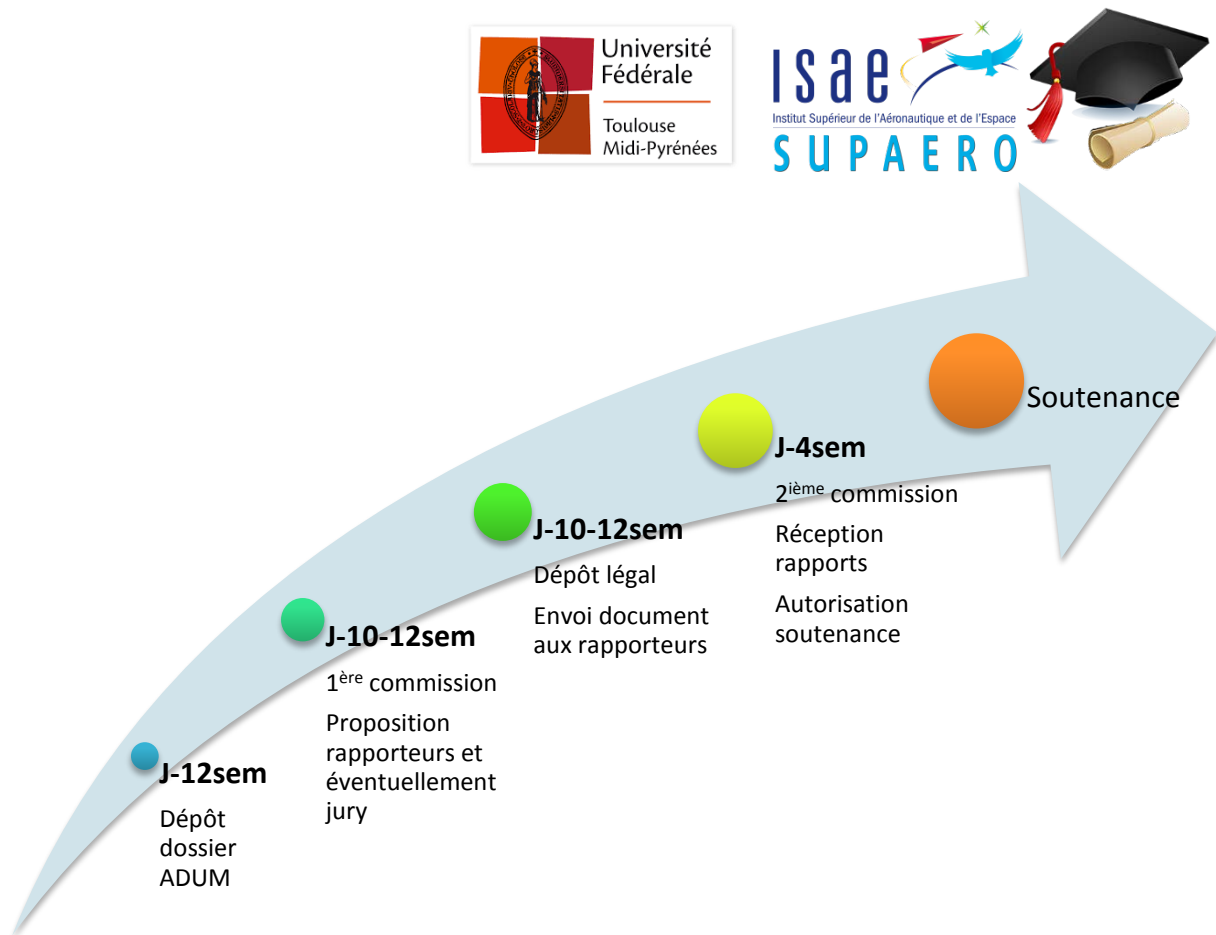 Université
Fédérale
Toulouse
Midi-Pyrénées
isae
Institut Supérieur de l'Aéronautique et de l'Espace
SUPAERO
Soutenance
J-4sem
2ième commission
Réception
rapports
Autorisation
soutenance
J-10-12sem
Dépôt légal
Envoi document
aux rapporteurs
J-10-12sem
1ère commission
Proposition
rapporteurs et
éventuellement
jury
J-12sem
Dépôt
dossier
ADUM